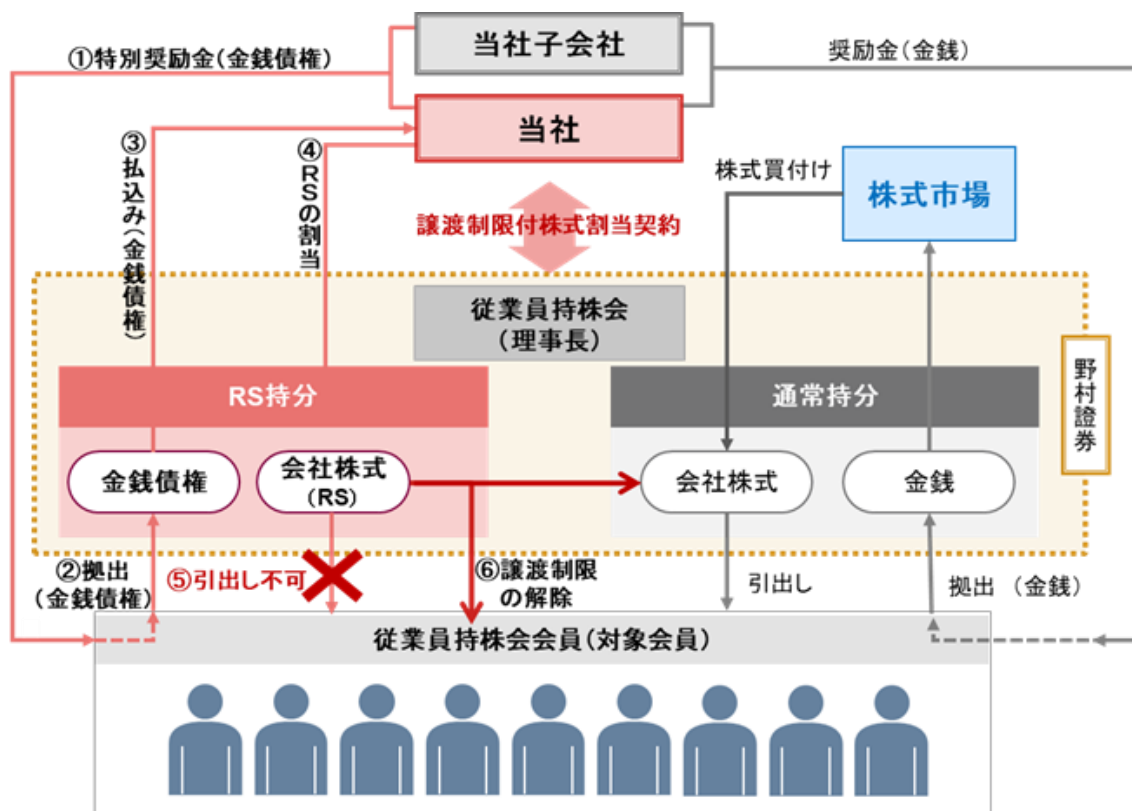 当社子会社
①特別奨励金(金銭債権)
奨励金(金銭)
当社
③払込み(金銭債権)
④RSの割当
株式買付け
株式市場
譲渡制限付株式割当契約
従業員持株会
(理事長)
野村證券
RS持分
通常持分
金銭債権
会社株式
(RS)
会社株式
金銭
②拠出
(金銭債権)
⑤引出し不可
⑥譲渡制限
の解除
引出し
拠出 (金銭)
従業員持株会会員(対象会員)